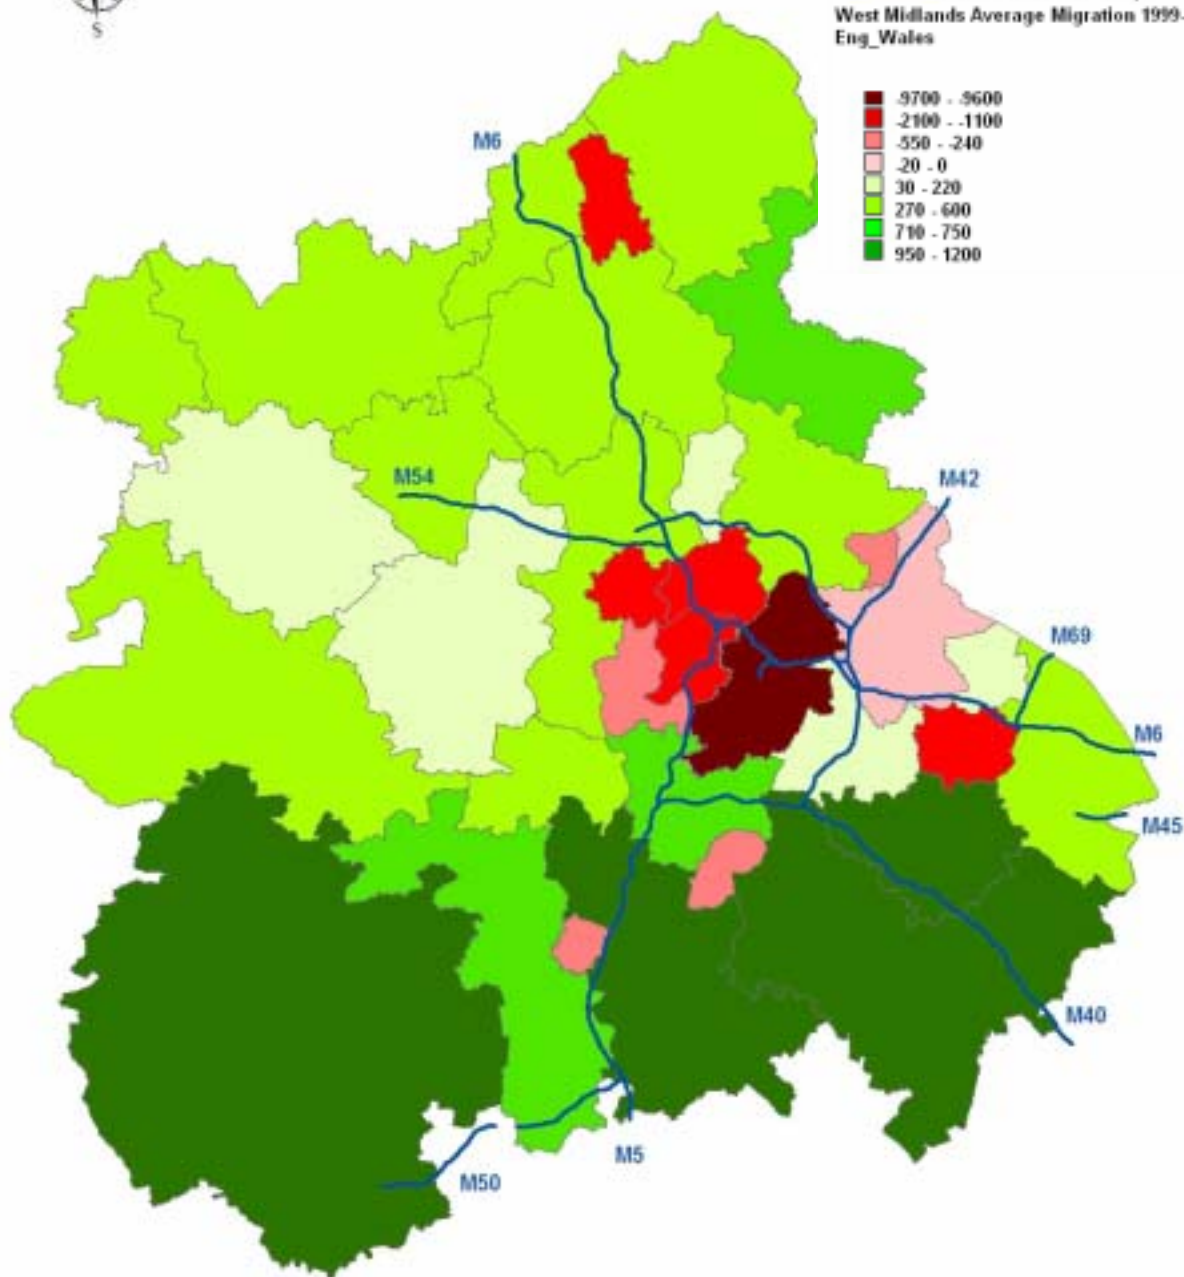 S
West Midlands Average Migration 1999-
Eng_Wales
-9700 - -9600
-2100 - -1100
-550 - -240
-20 - 0
30 - 220
270 - 600
710 - 750
950 - 1200
M6
M54
M42
M69
M6
M45
M40
M5
M50